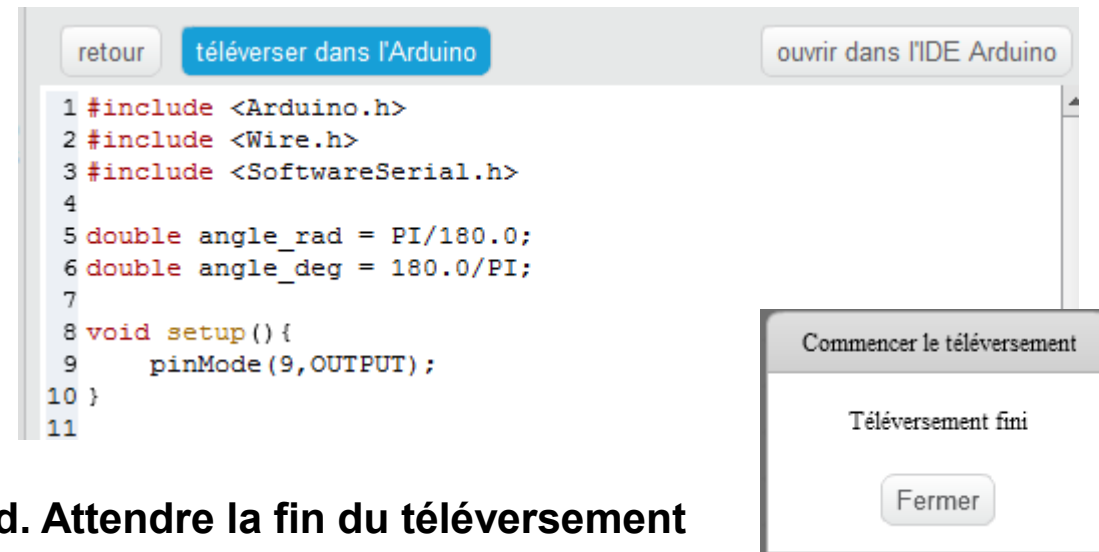 retour téléverser dans l'Arduino ouvrir dans l'IDE Arduino
1 #include <Arduino.h>
2 #include <Wire.h>
3 #include <SoftwareSerial.h>
4
5 double angle_rad = PI/180.0;
6 double angle_deg = 180.0/PI;
7
8 void setup(){
9     pinMode(9,OUTPUT);
10 }
11
Commencer le téléversement
Téléversement fini
Fermer
d. Attendre la fin du téléversement